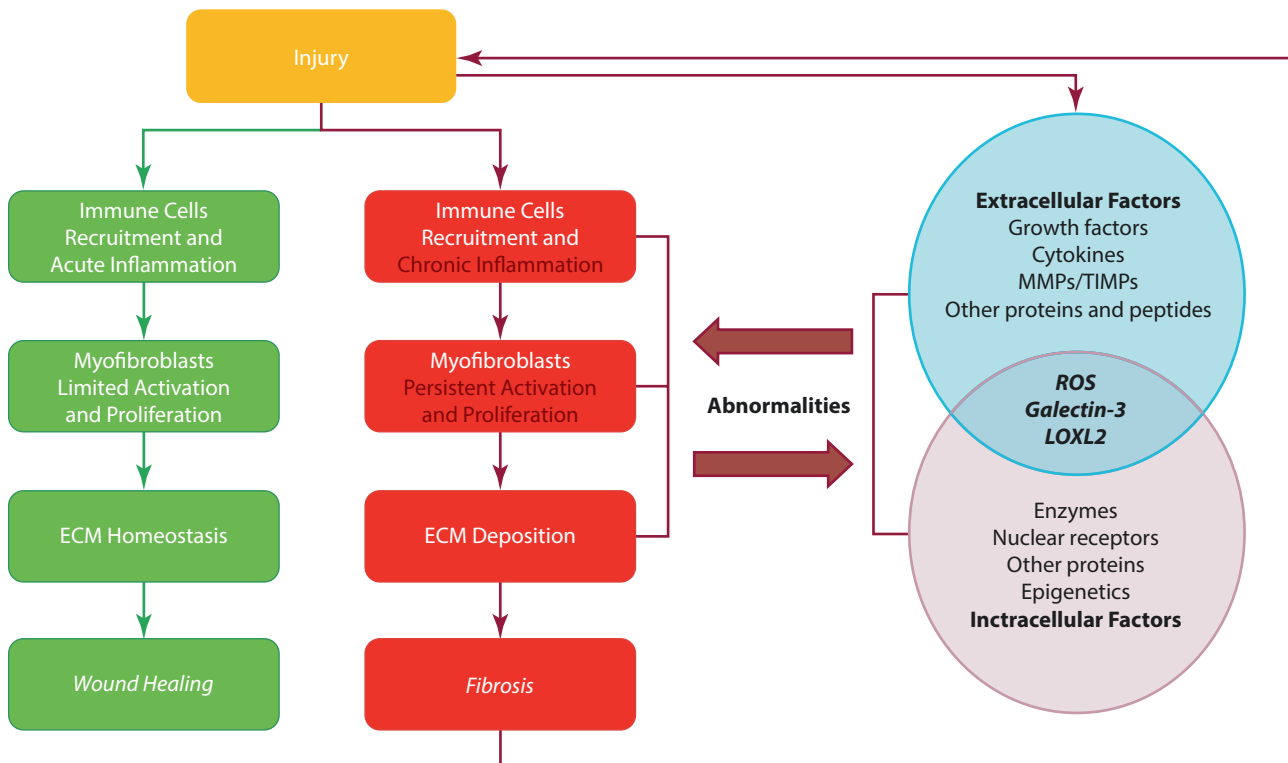 Injury
Immune Cells
Recruitment and
Acute Inflammation
Myofibroblasts
Limited Activation
and Proliferation
ECM Homeostasis
Wound Healing
Immune Cells
Recruitment and
Chronic Inflammation
Myofibroblasts
Persistent Activation
and Proliferation
ECM Deposition
Fibrosis
Abnormalities
Extracellular Factors
Growth factors
Cytokines
MMPs/TIMPs
Other proteins and peptides
ROS
Galectin-3
LOXL2
Enzymes
Nuclear receptors
Other proteins
Epigenetics
Inctracellular Factors